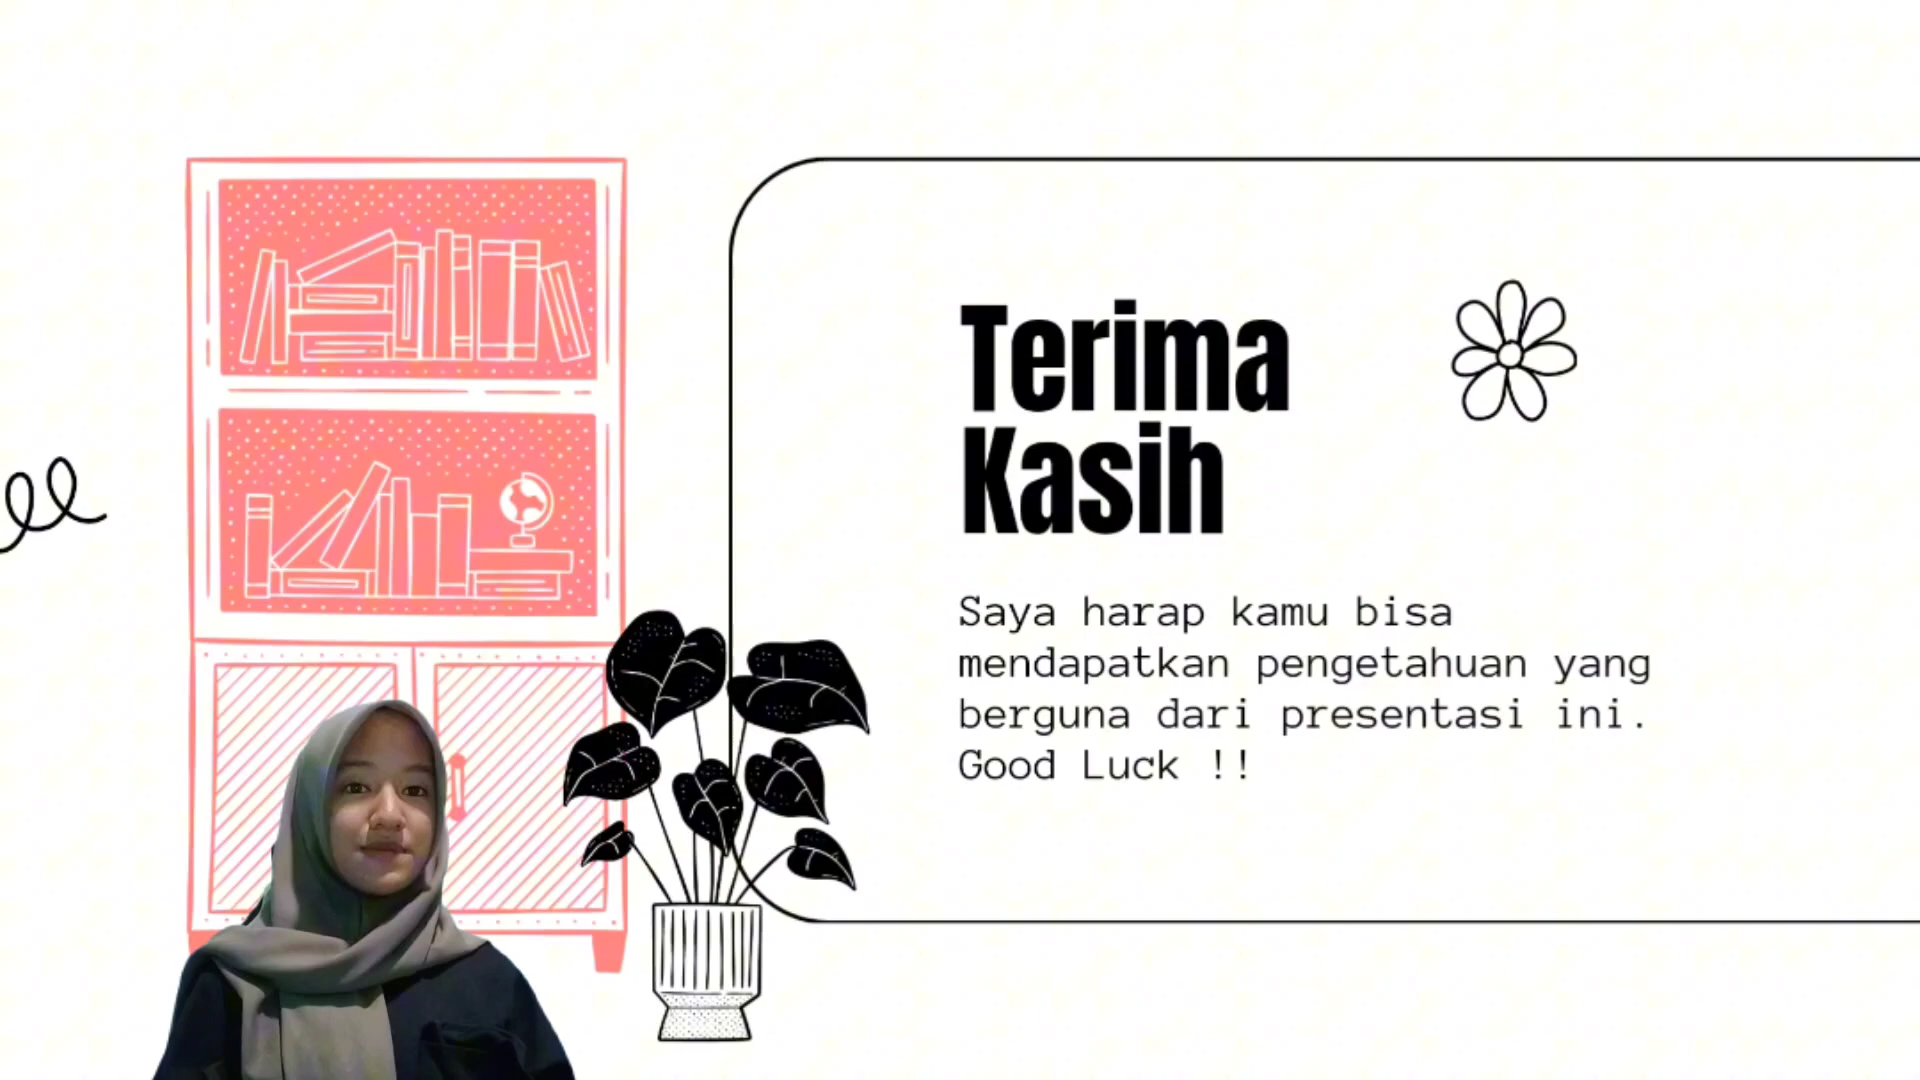 Terima
Kasih
Saya harap kamu bisa
mendapatkan pengetahuan yang
berguna dari presentasi ini.
Good Luck !!